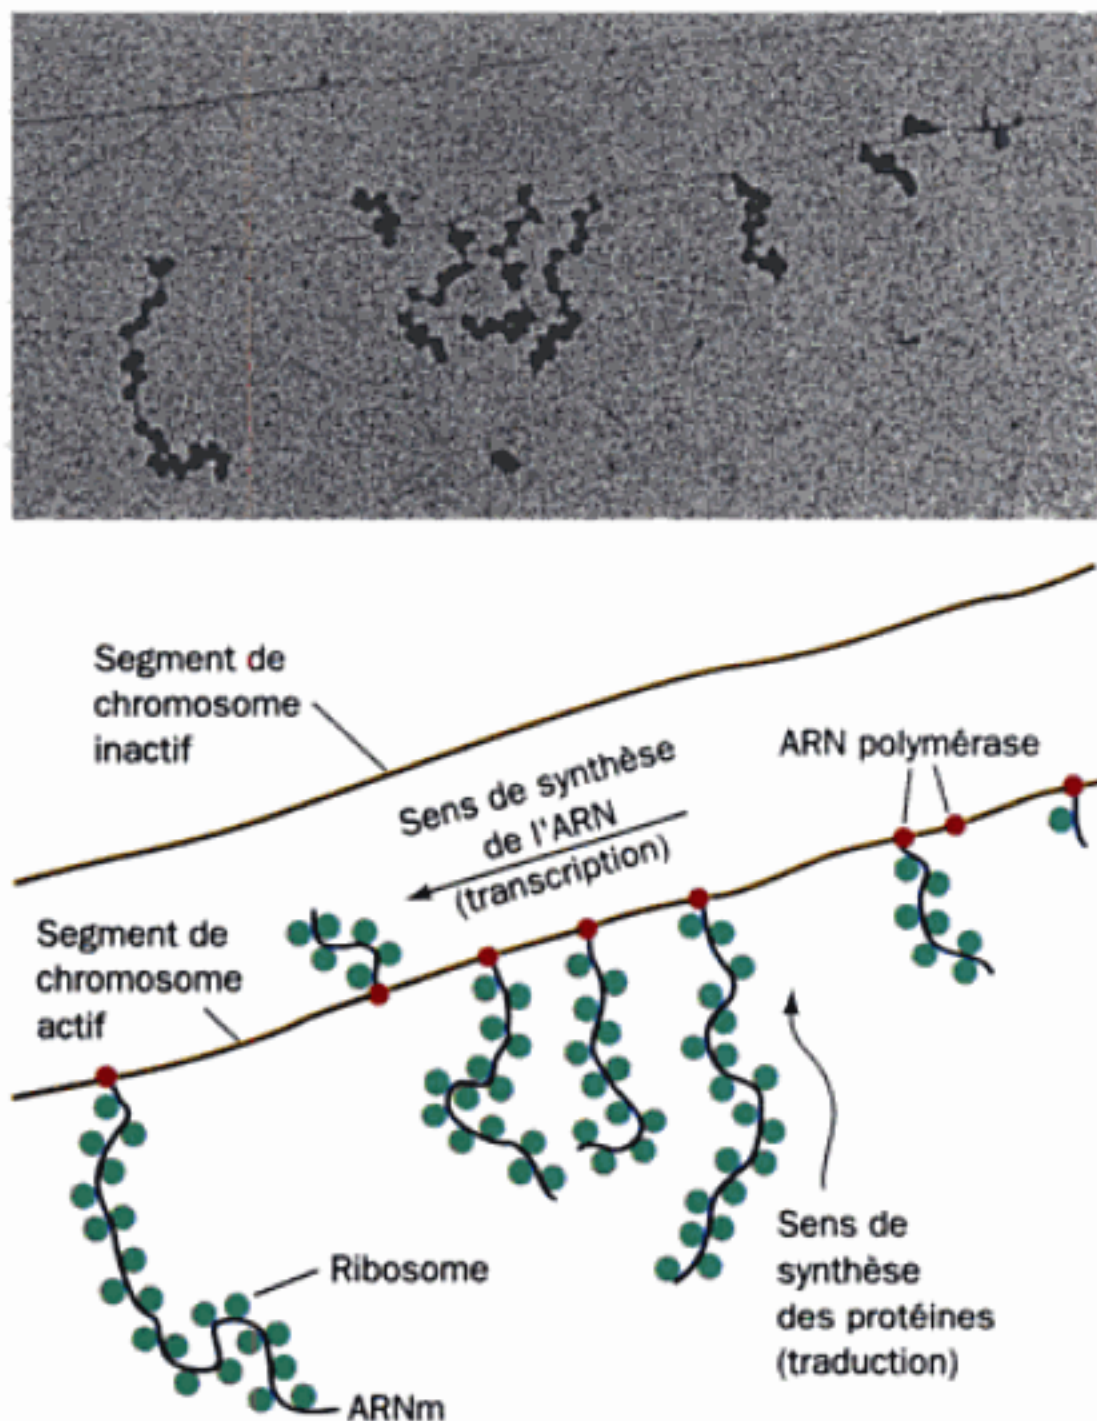 Segment de
chromosome
inactif
Sens de synthèse
de l'ARN
(transcription)
ARN polymérase
Segment de
chromosome
actif
Ribosome
ARNm
Sens de
synthèse
des protéines
(traduction)